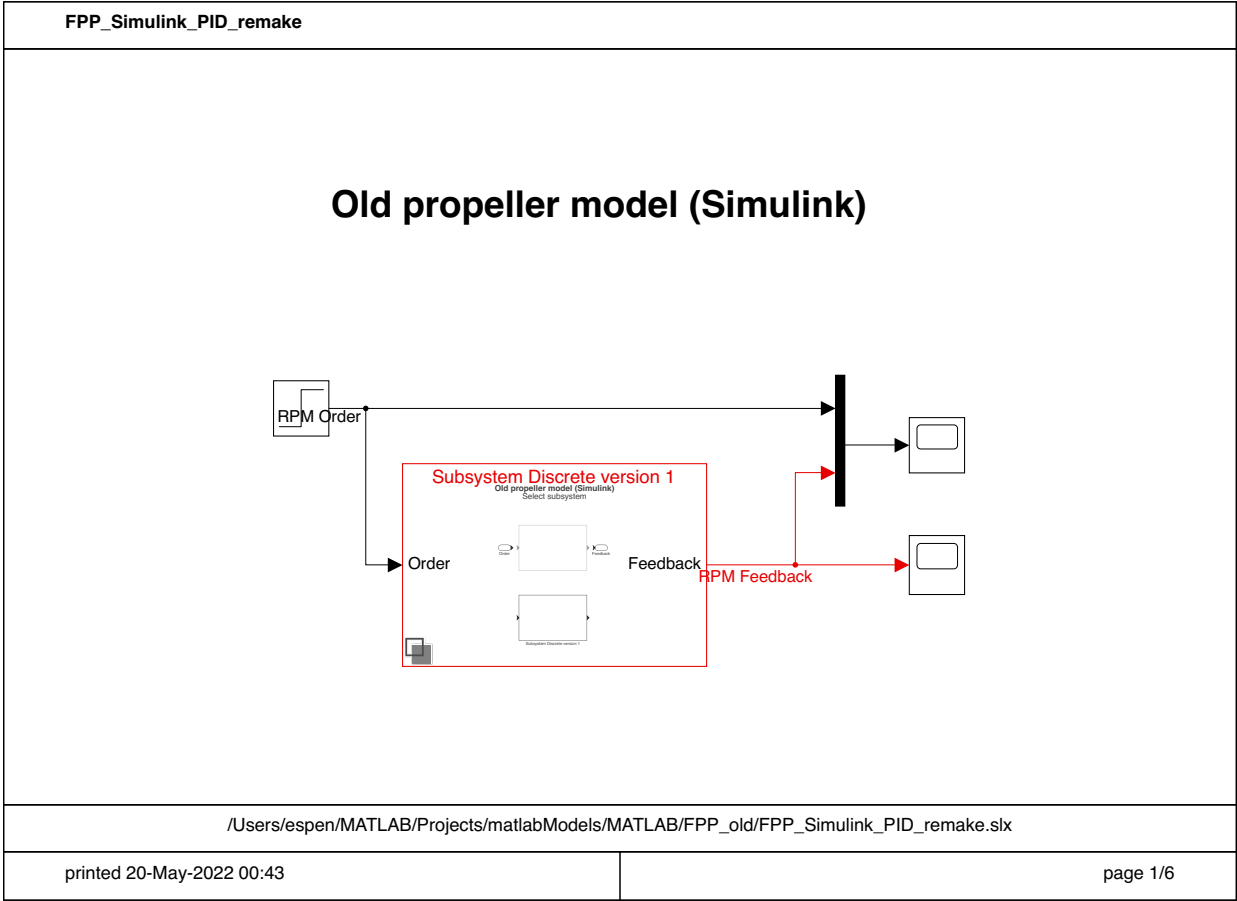 FPP_Simulink_PID_remake
Old propeller model (Simulink)
RPM Order
Subsystem Discrete version 1
Old propeller model (Simulink)
Select subsystem
Order
Feedback
Order
Feedback
RPM Feedback
Subsystem Discrete version 1
/Users/espen/MATLAB/Projects/matlabModels/MATLAB/FPP_old/FPP_Simulink_PID_remake.slx
printed 20-May-2022 00:43
page 1/6